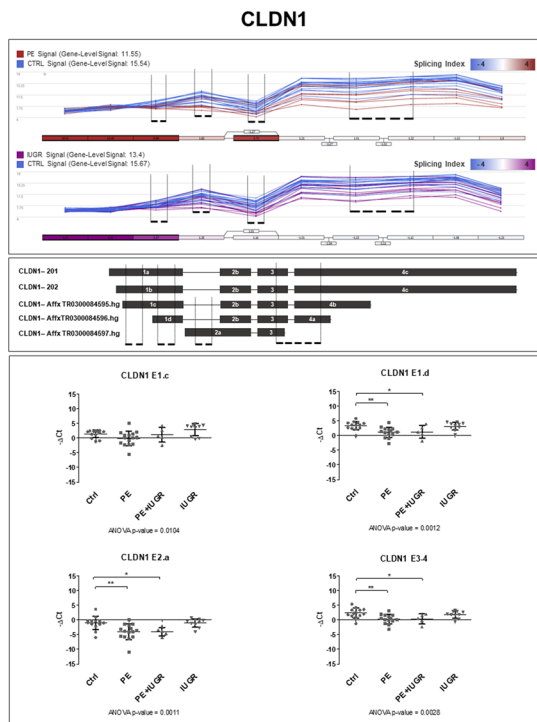 CLDN1
PE Signal (Gene-Level Signal: 11.55)
CTRL Signal (Gene-Level Signal: 15.54)
Splicing Index
-4
4
IUGR Signal (Gene-Level Signal: 13.4)
CTRL Signal (Gene-Level Signal: 15.67)
Splicing Index
-4
4
CLDN1– 201
1a 2b 3 4c
CLDN1– 202
1b 2b 3 4c
CLDN1– Affx TR0300084595.hg
1c 2b 3 4b
CLDN1– AffxTR0300084596.hg
1d 2b 3 4a
CLDN1– Affx TR0300084597.hg
2a 3
CLDN1 E1.c
15
10
5
0
-5
-10
-15
-ΔCt
Ctrl PE PE+IUGR IUGR
ANOVA p-value = 0.0104
CLDN1 E1.d
15
10
5
0
-5
-10
-15
-ΔCt
*
**
Ctrl PE PE+IUGR IUGR
ANOVA p-value = 0.0012
CLDN1 E2.a
15
10
5
0
-5
-10
-15
-ΔCt
*
**
Ctrl PE PE+IUGR IUGR
ANOVA p-value = 0.0011
CLDN1 E3-4
15
10
5
0
-5
-10
-15
-ΔCt
*
**
Ctrl PE PE+IUGR IUGR
ANOVA p-value = 0.0028